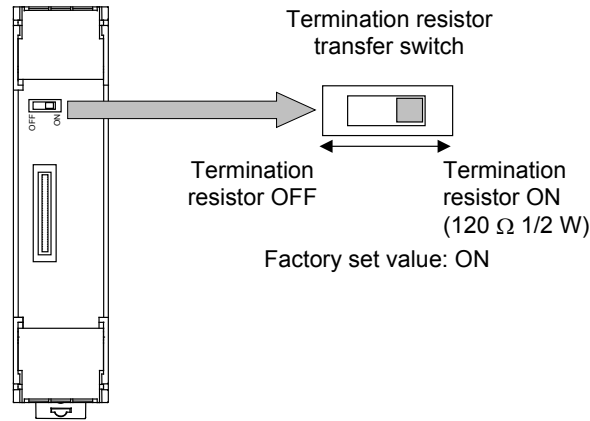 Termination resistor
transfer switch
OFF
ON
Termination
resistor OFF
Termination
resistor ON
(120 Ω 1/2 W)
Factory set value: ON